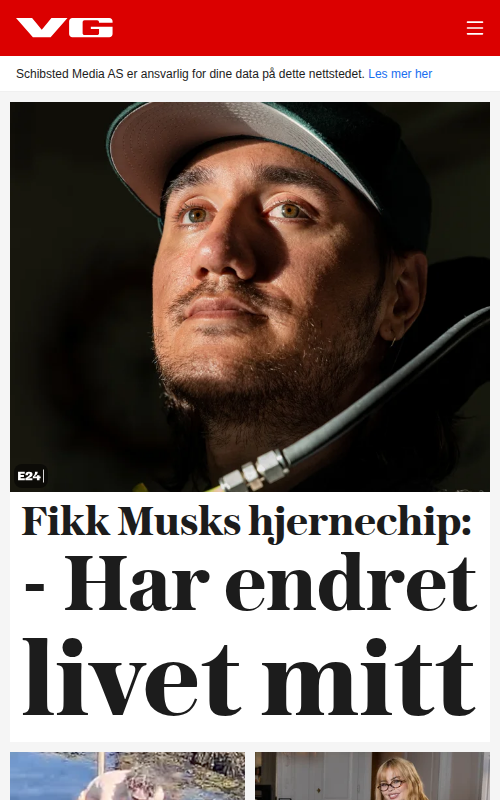 VG
Schibsted Media AS er ansvarlig for dine data på dette nettstedet. Les mer her
E24
Fikk Musks hjernechip:
- Har endret
livet mitt